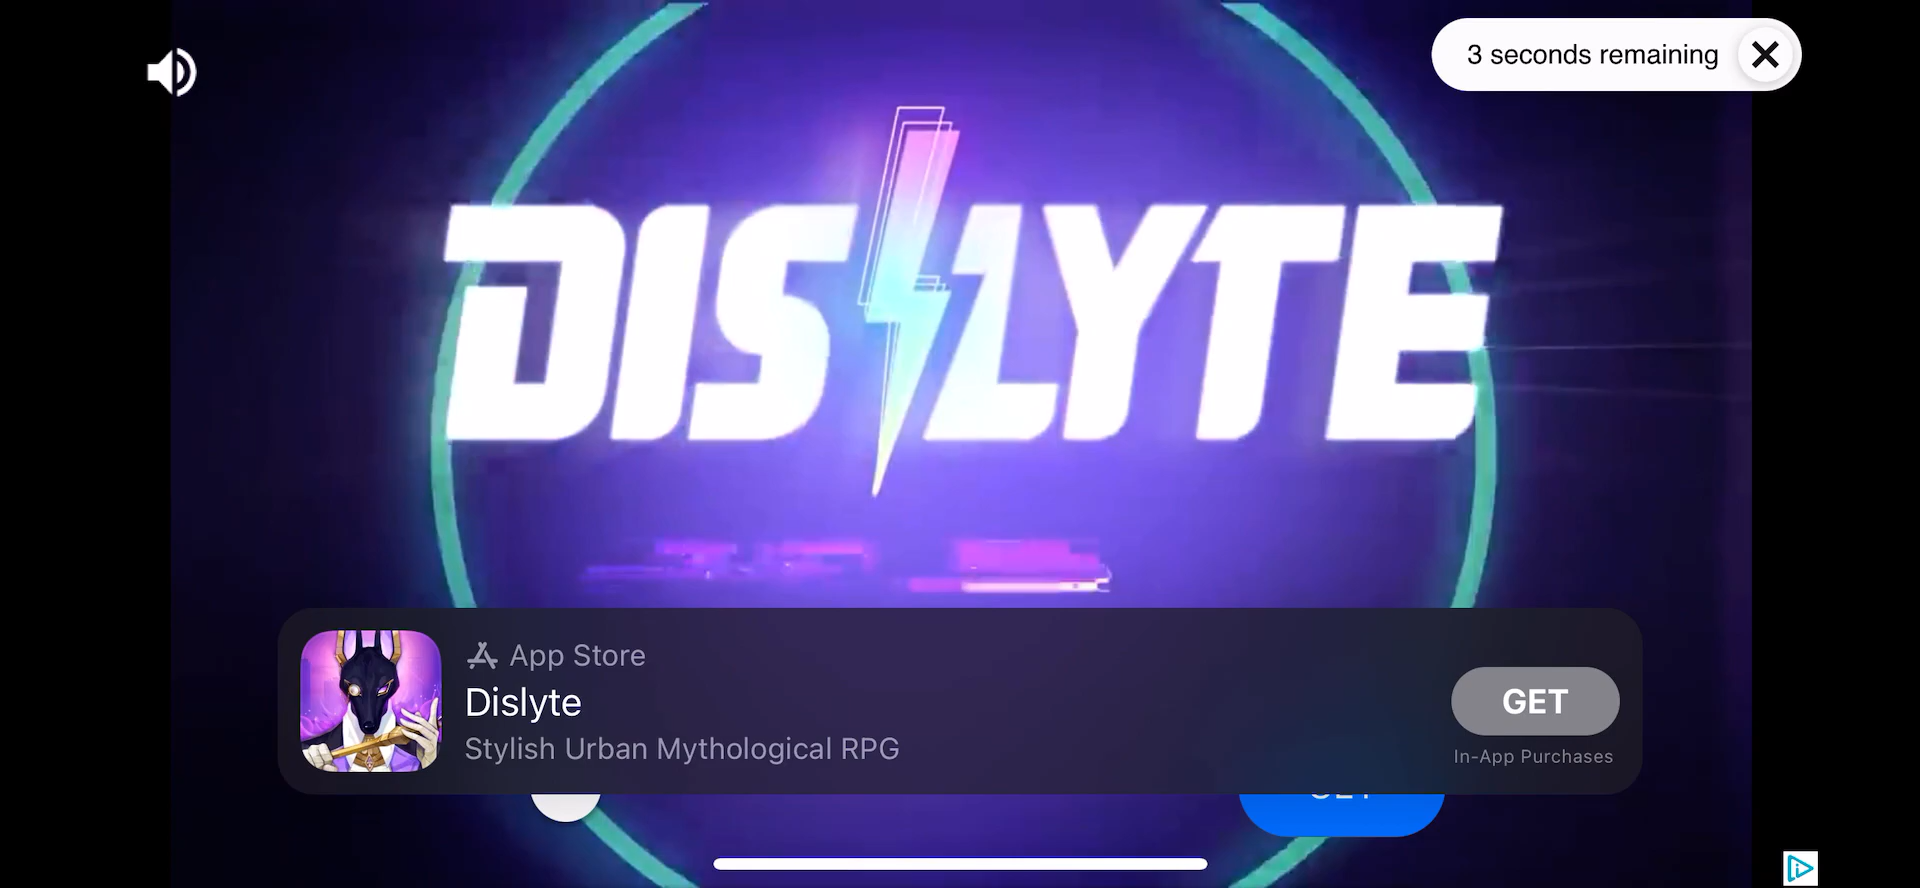 3 seconds remaining
DISLYTE
App Store
Dislyte
Stylish Urban Mythological RPG
GET
In-App Purchases